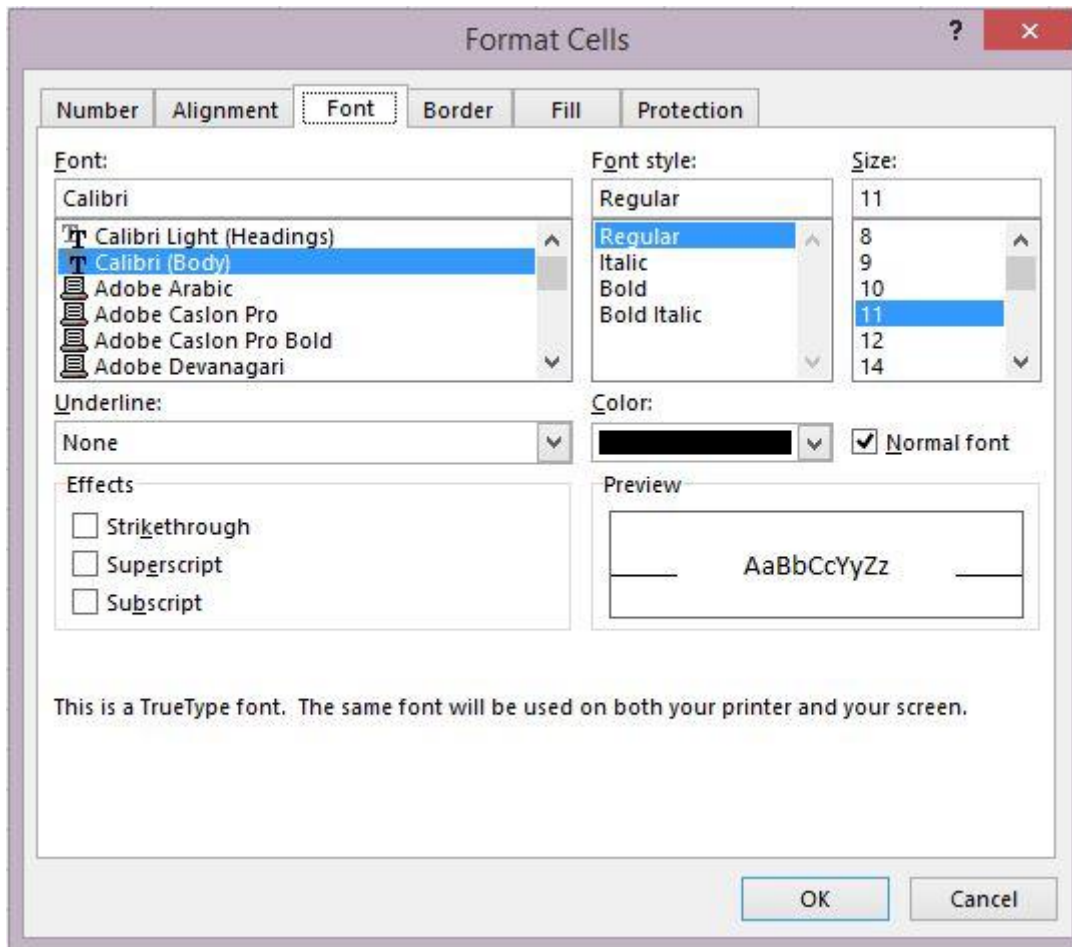 Format Cells
?
Number Alignment Font Border Fill Protection
Font:
Calibri
Calibri Light (Headings)
Calibri (Body)
Adobe Arabic
Adobe Caslon Pro
Adobe Caslon Pro Bold
Adobe Devanagari
Font style:
Regular
Regular
Italic
Bold
Bold Italic
Size:
11
8
9
10
11
12
14
Underline:
None
Color:
Normal font
Effects
Strikethrough
Superscript
Subscript
Preview
AaBbCcYyZz
This is a TrueType font.  The same font will be used on both your printer and your screen.
OK Cancel